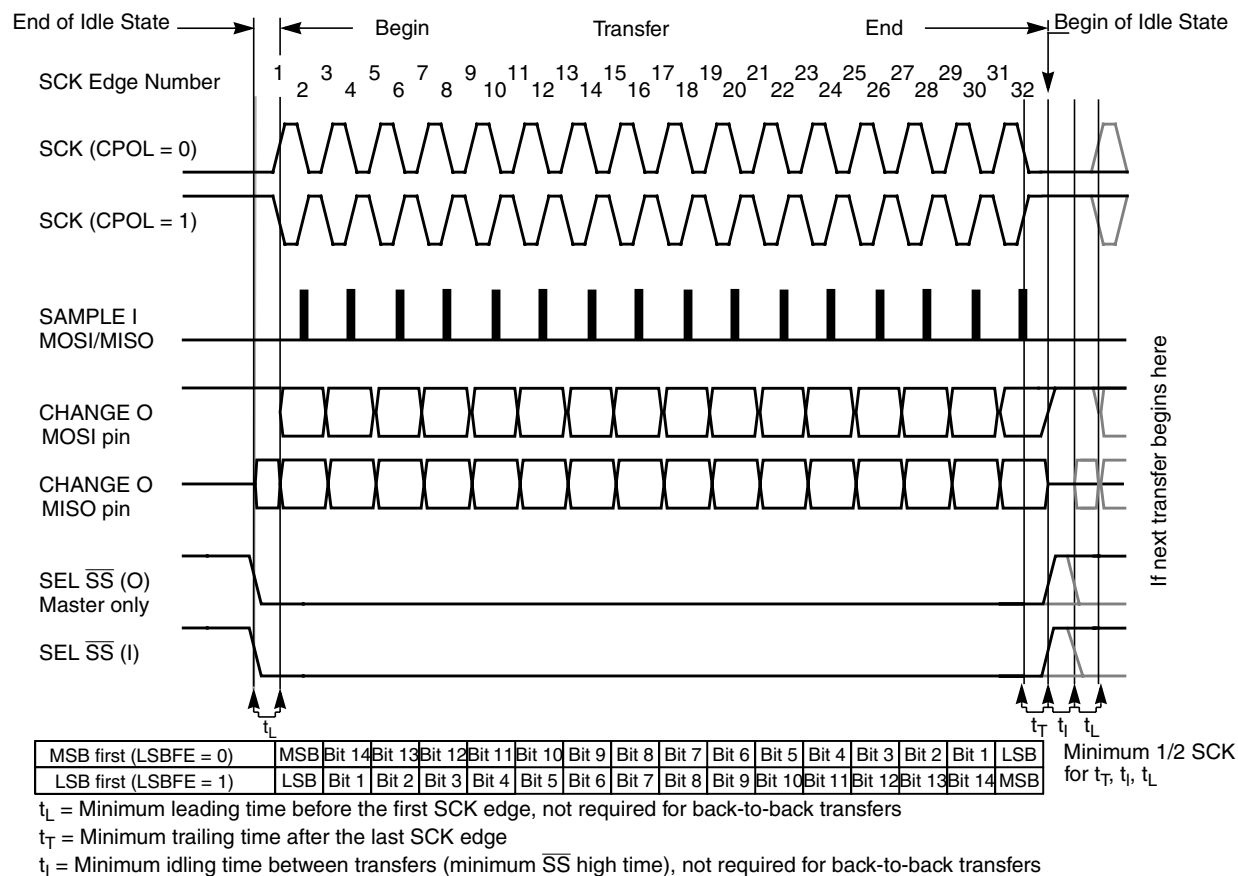 End of Idle State
Begin
Transfer
End
Begin of Idle State
SCK Edge Number
1 3 5 7 9 11 13 15 17 19 21 23 25 27 29 31
2 4 6 8 10 12 14 16 18 20 22 24 26 28 30 32
SCK (CPOL = 0)
SCK (CPOL = 1)
SAMPLE I
MOSI/MISO
CHANGE O
MOSI pin
CHANGE O
MISO pin
SEL SS (O)
Master only
SEL SS (I)
If next transfer begins here
tL
tT tI tL
MSB first (LSBFE = 0) MSB Bit 14 Bit 13 Bit 12 Bit 11 Bit 10 Bit 9 Bit 8 Bit 7 Bit 6 Bit 5 Bit 4 Bit 3 Bit 2 Bit 1 LSB
LSB first (LSBFE = 1) LSB Bit 1 Bit 2 Bit 3 Bit 4 Bit 5 Bit 6 Bit 7 Bit 8 Bit 9 Bit 10 Bit 11 Bit 12 Bit 13 Bit 14 MSB
Minimum 1/2 SCK
for tT, tI, tL
tL = Minimum leading time before the first SCK edge, not required for back-to-back transfers
tT = Minimum trailing time after the last SCK edge
tI = Minimum idling time between transfers (minimum SS high time), not required for back-to-back transfers